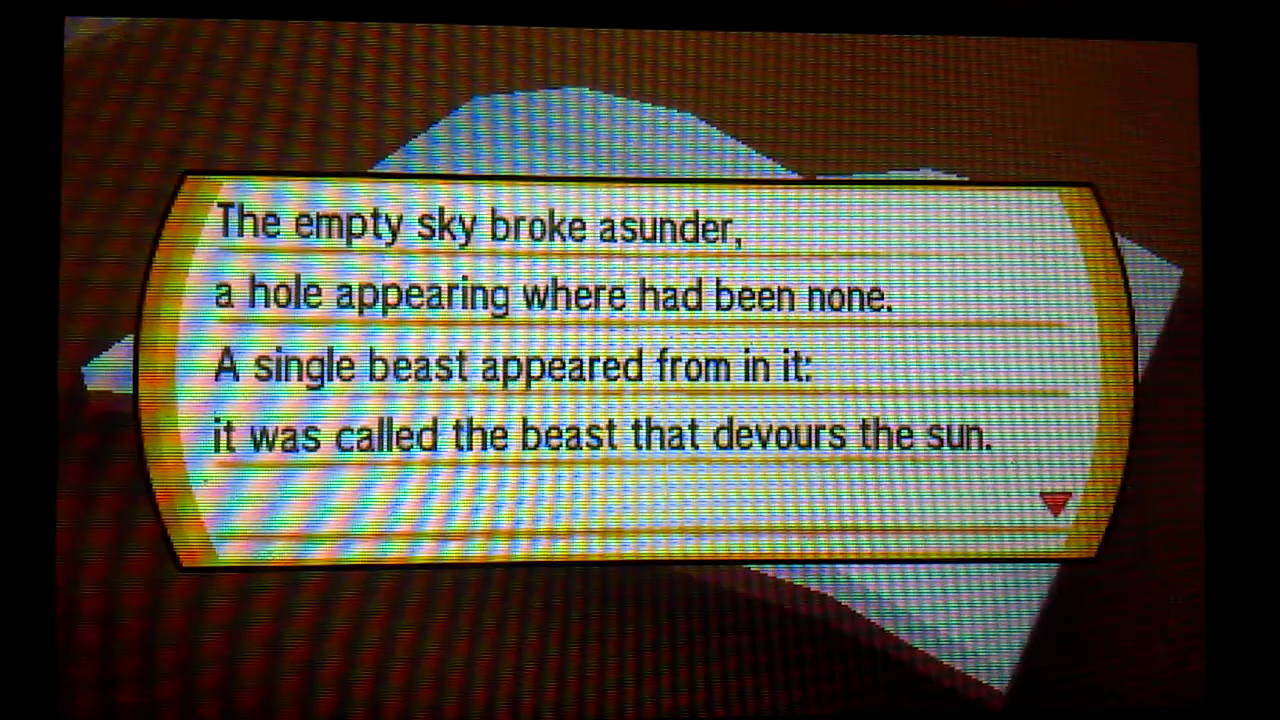 The empty sky broke asunder,
a hole appearing where had been none.
A single beast appeared from in it:
it was called the beast that devours the sun.